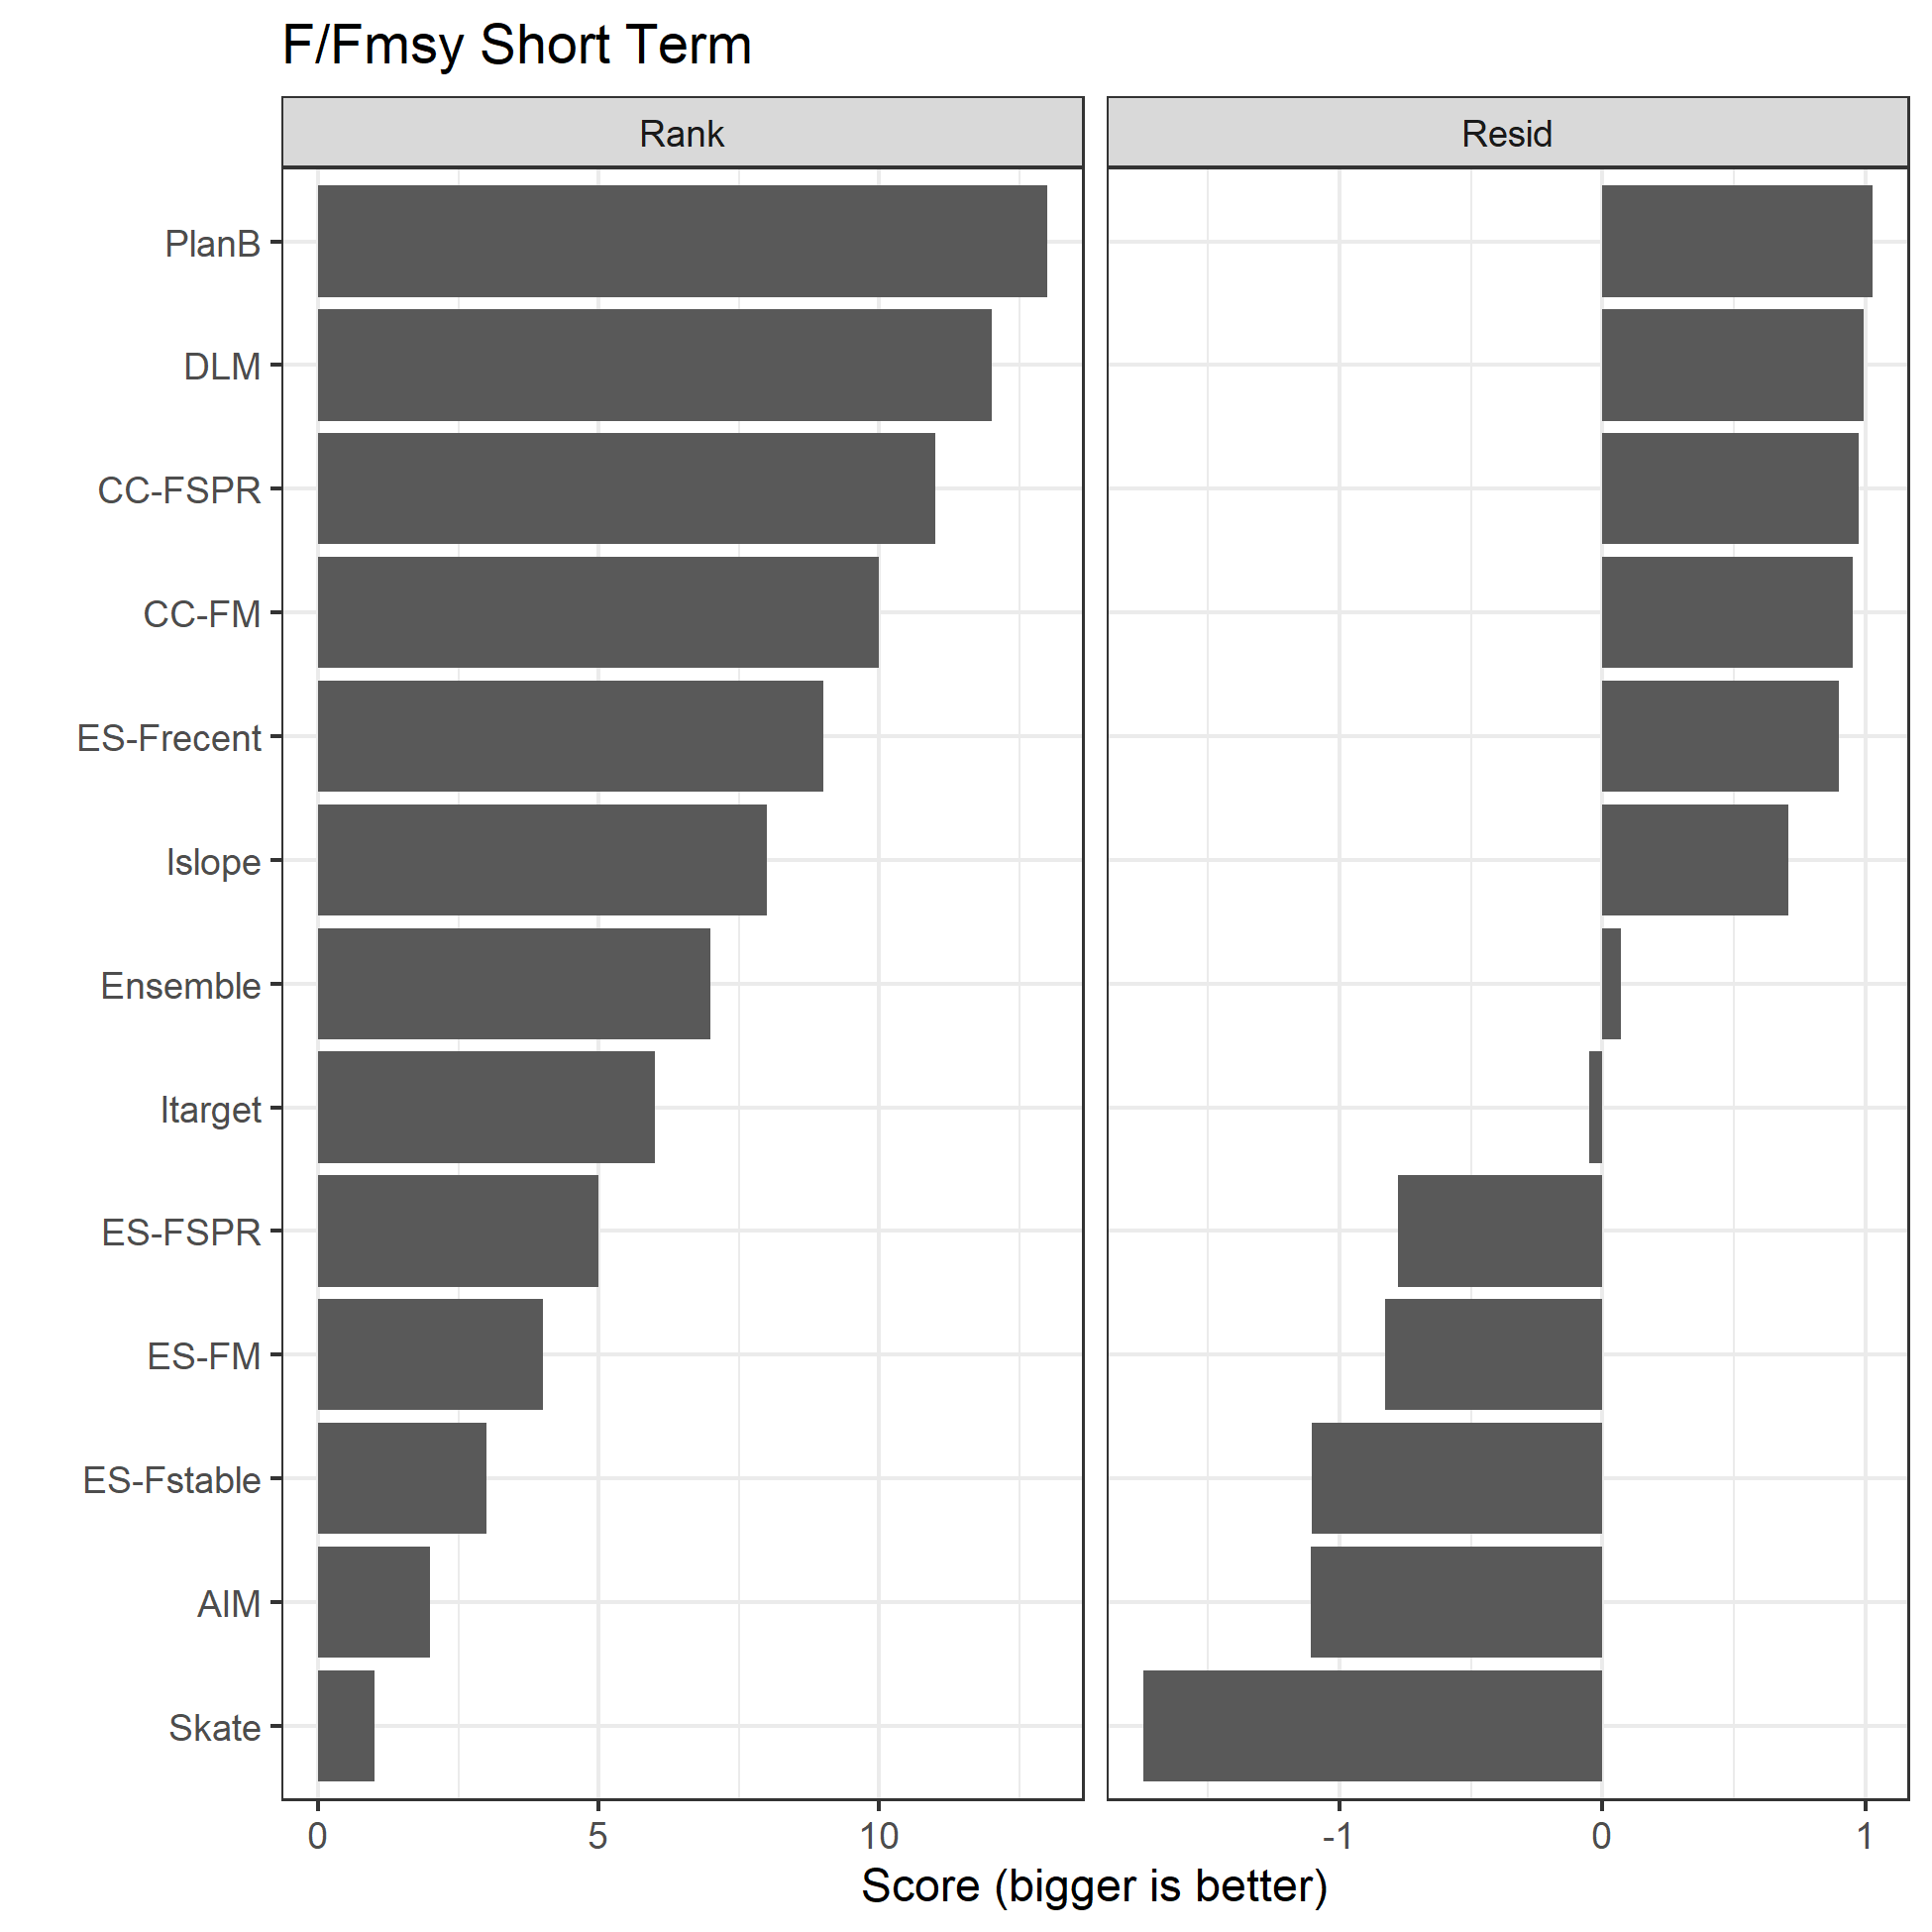 F/Fmsy Short Term
Rank
Resid
PlanB
DLM
CC-FSPR
CC-FM
ES-Frecent
Islope
Ensemble
Itarget
ES-FSPR
ES-FM
ES-Fstable
AIM
Skate
0 5 10
-1 0 1
Score (bigger is better)